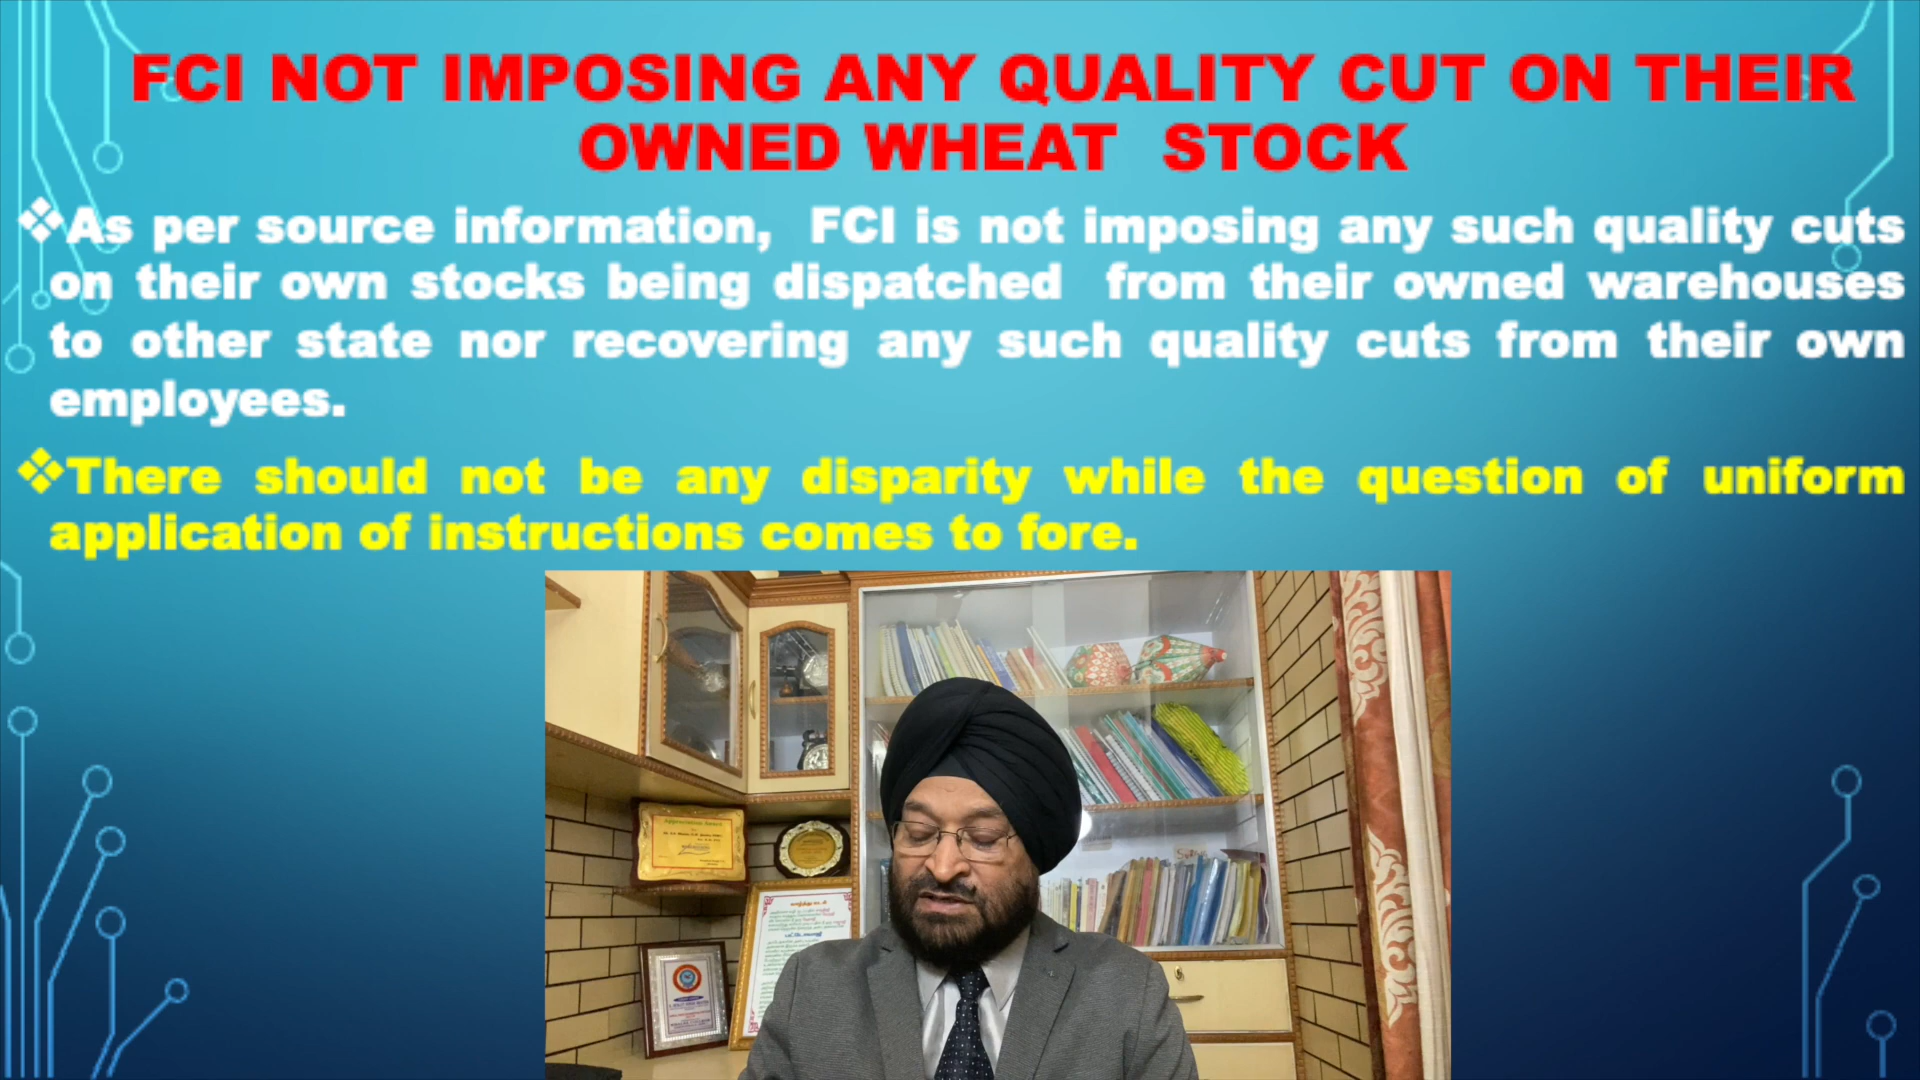 FCI NOT IMPOSING ANY QUALITY CUT ON THEIR
OWNED WHEAT STOCK
❖As per source information, FCI is not imposing any such quality cuts
on their own stocks being dispatched from their owned warehouses
to other state nor recovering any such quality cuts from their own
employees.
❖There should not be any disparity while the question of uniform
application of instructions comes to fore.
Appreciation Award